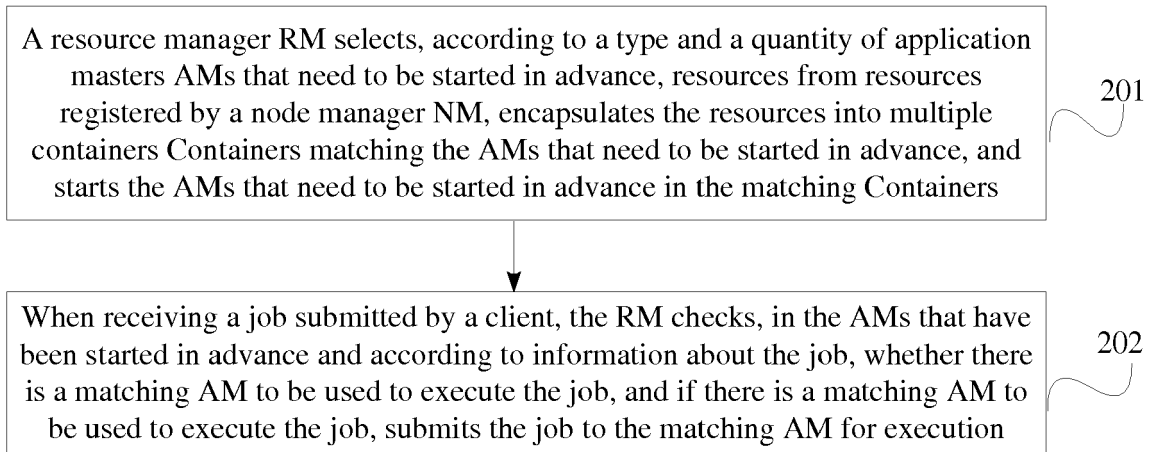 A resource manager RM selects, according to a type and a quantity of application
masters AMs that need to be started in advance, resources from resources
registered by a node manager NM, encapsulates the resources into multiple
containers Containers matching the AMs that need to be started in advance, and
starts the AMs that need to be started in advance in the matching Containers
201
When receiving a job submitted by a client, the RM checks, in the AMs that have
been started in advance and according to information about the job, whether there
is a matching AM to be used to execute the job, and if there is a matching AM to
be used to execute the job, submits the job to the matching AM for execution
202